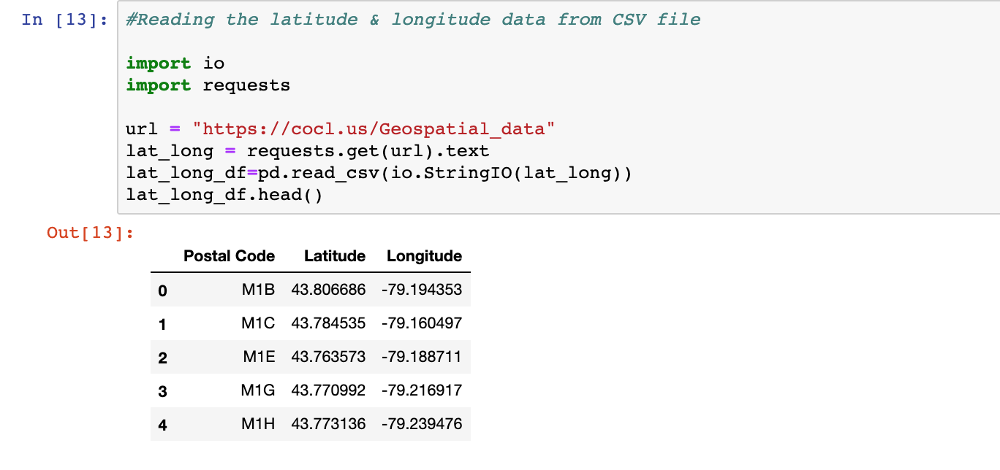 In [13]: #Reading the latitude & longitude data from CSV file
import io
import requests
url = "https://cocl.us/Geospatial_data"
lat_long = requests.get(url).text
lat_long_df=pd.read_csv(io.StringIO(lat_long))
lat_long_df.head()
Out[13]:
Postal Code Latitude Longitude
0 M1B 43.806686 -79.194353
1 M1C 43.784535 -79.160497
2 M1E 43.763573 -79.188711
3 M1G 43.770992 -79.216917
4 M1H 43.773136 -79.239476